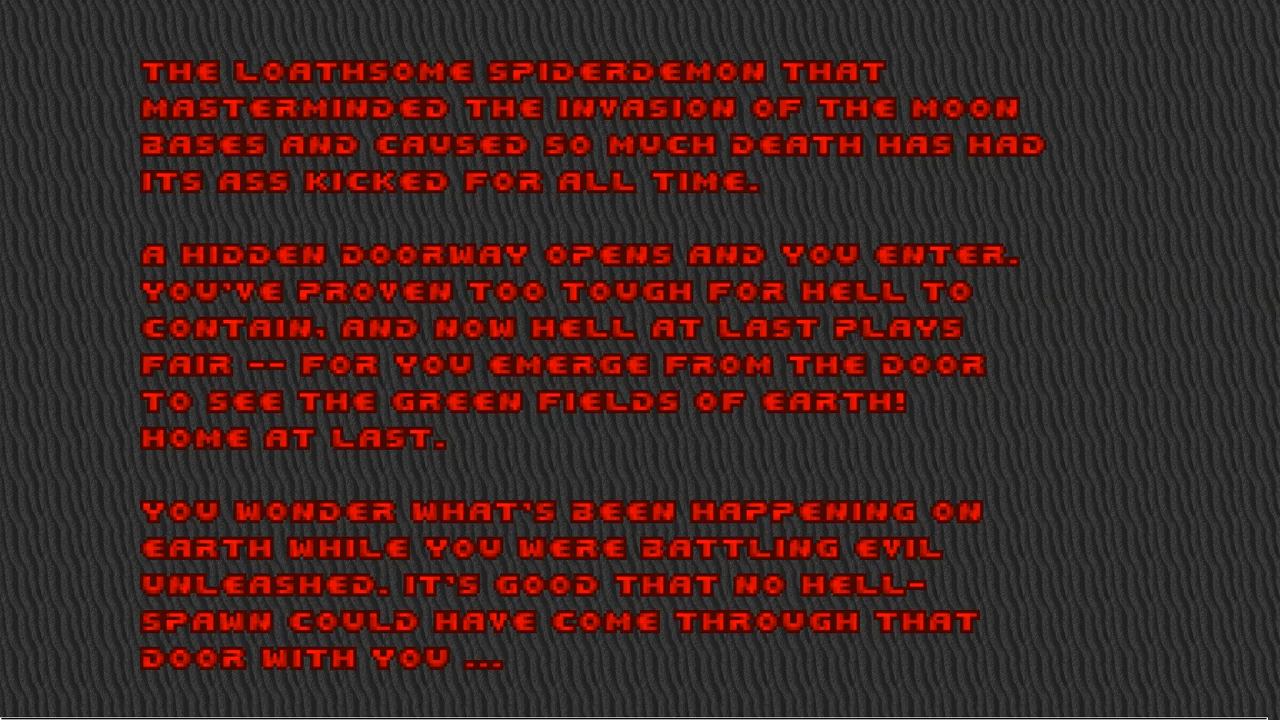 THE LOATHSOME SPIDERDEMON THAT
MASTERMINDED THE INVASION OF THE MOON
BASES AND CAUSED SO MUCH DEATH HAS HAD
ITS ASS KICKED FOR ALL TIME.
A HIDDEN DOORWAY OPENS AND YOU ENTER.
YOU'VE PROVEN TOO TOUGH FOR HELL TO
CONTAIN, AND NOW HELL AT LAST PLAYS
FAIR -- FOR YOU EMERGE FROM THE DOOR
TO SEE THE GREEN FIELDS OF EARTH!
HOME AT LAST.
YOU WONDER WHAT'S BEEN HAPPENING ON
EARTH WHILE YOU WERE BATTLING EVIL
UNLEASHED. IT'S GOOD THAT NO HELL-
SPAWN COULD HAVE COME THROUGH THAT
DOOR WITH YOU ...